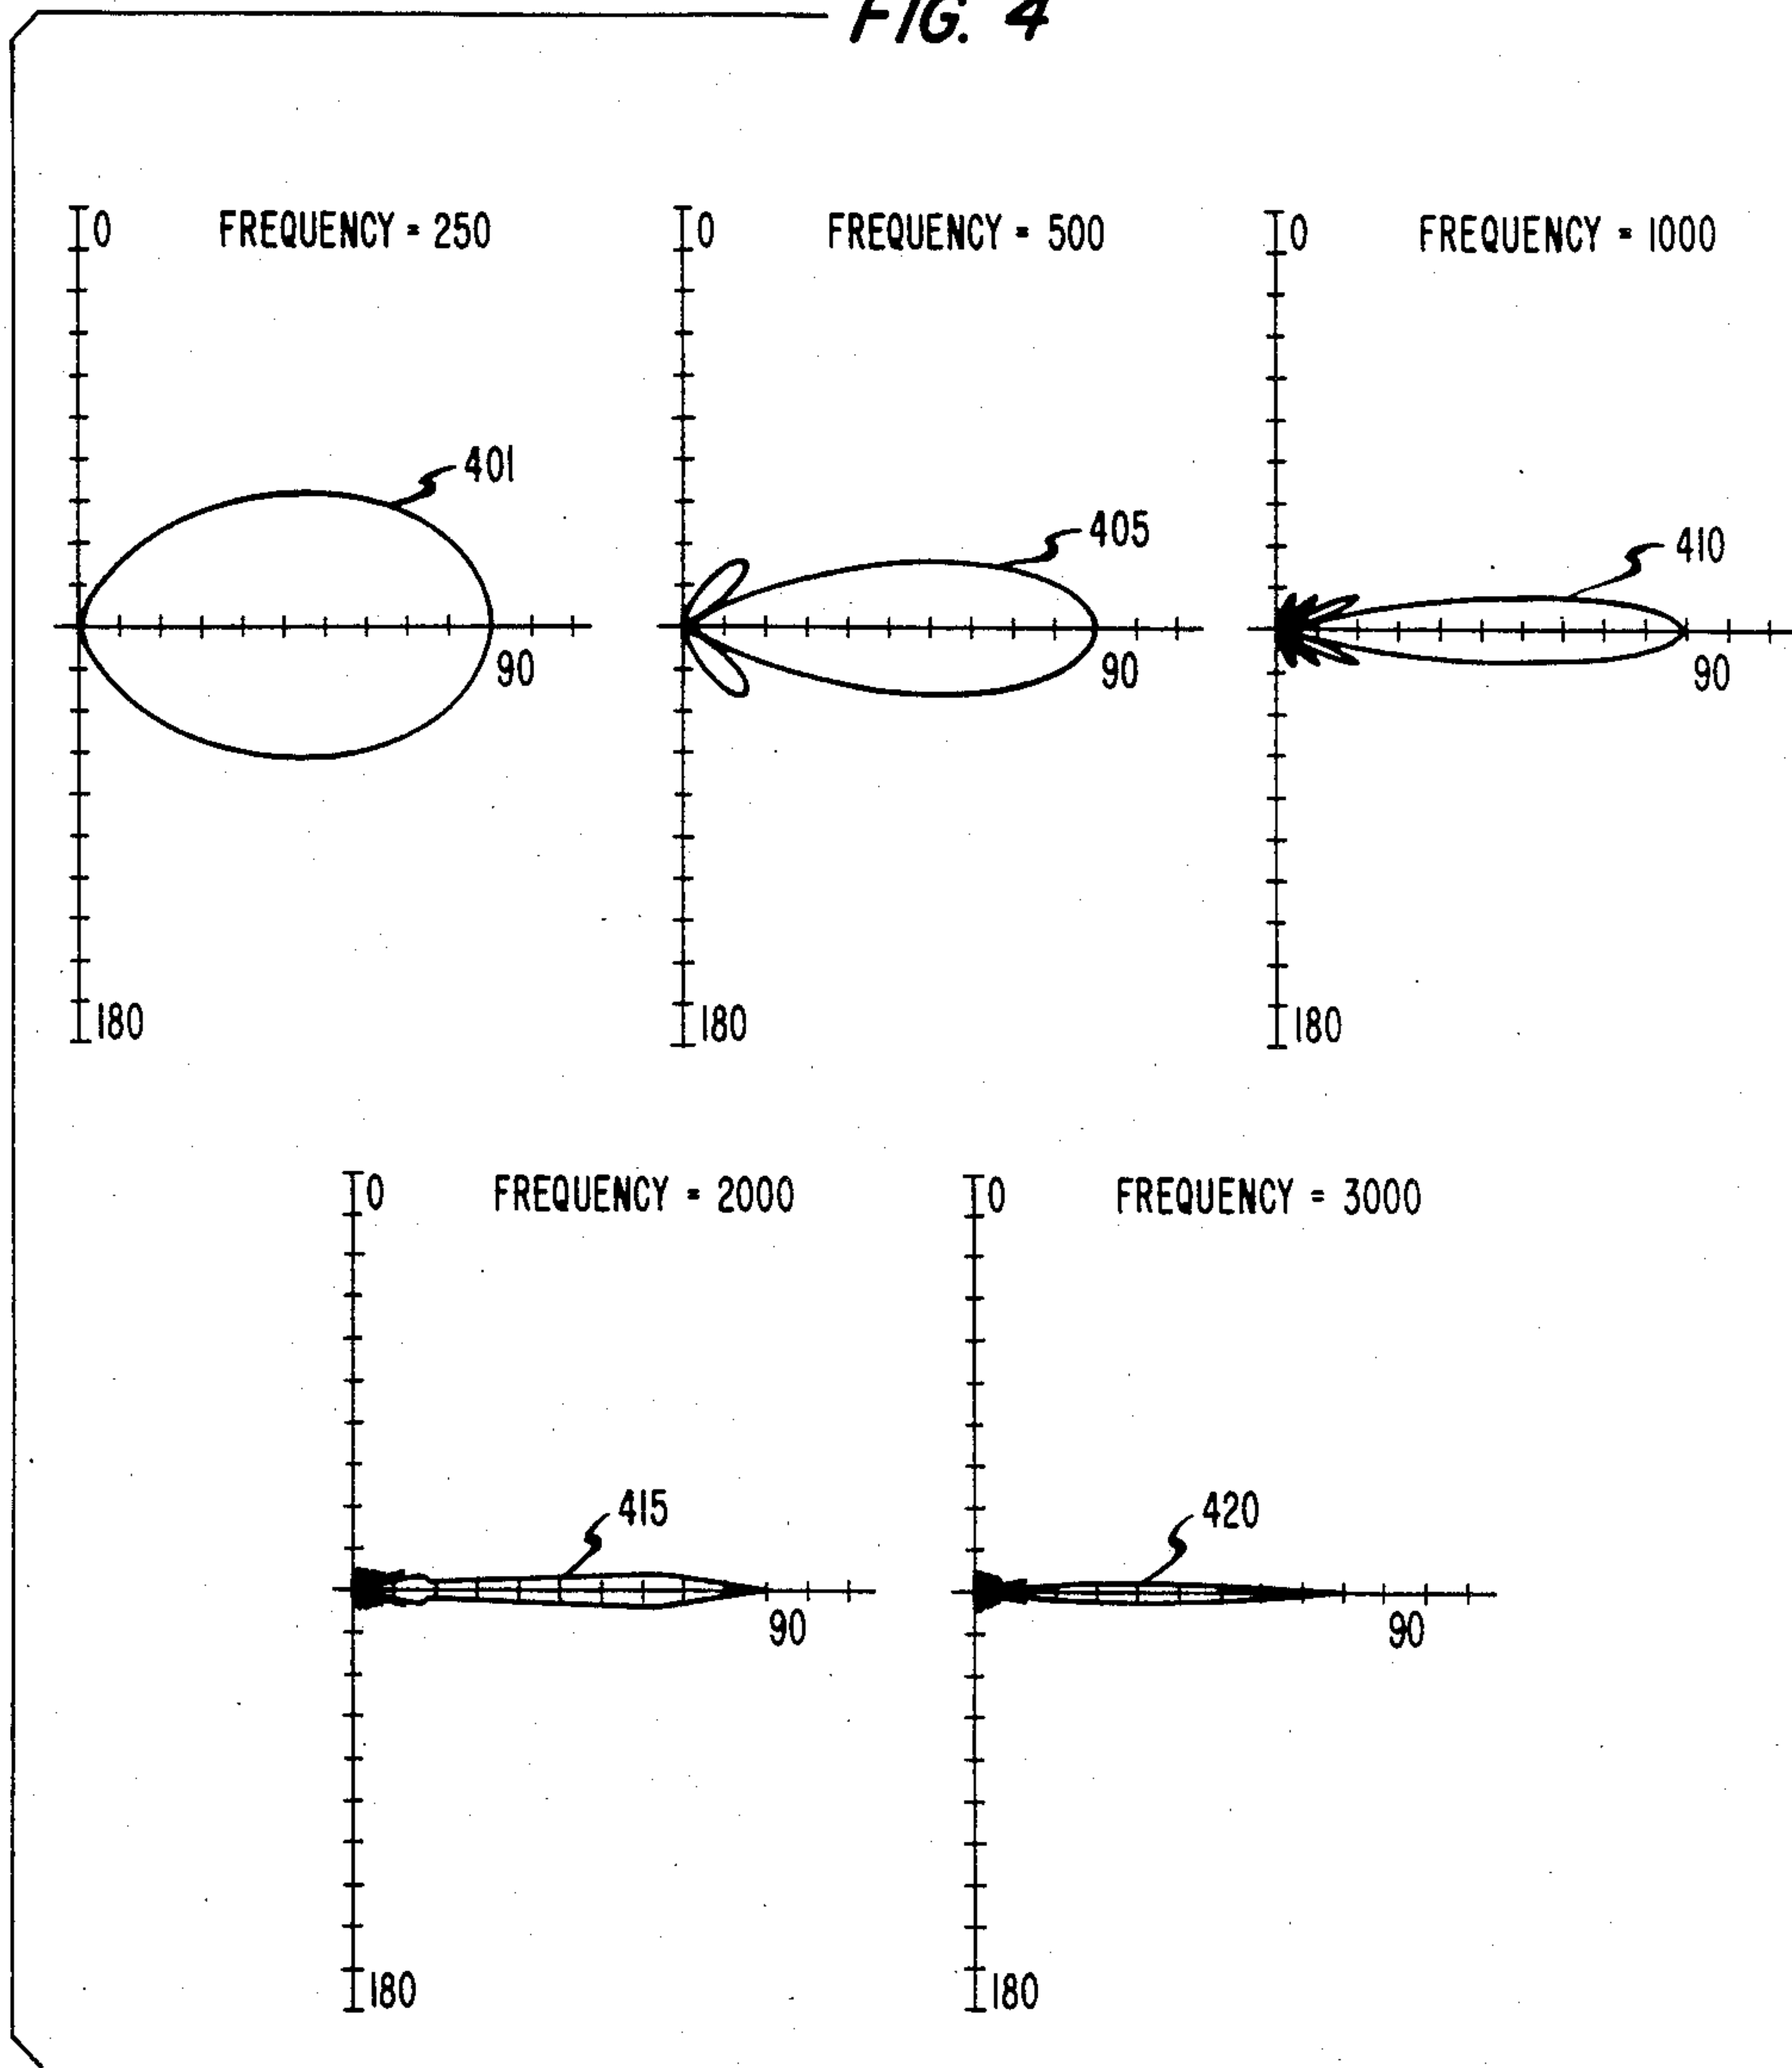 FIG. 4
0 FREQUENCY = 250
401
90
180
0 FREQUENCY = 500
405
90
180
0 FREQUENCY = 1000
410
90
180
0 FREQUENCY = 2000
415
90
180
0 FREQUENCY = 3000
420
90
180